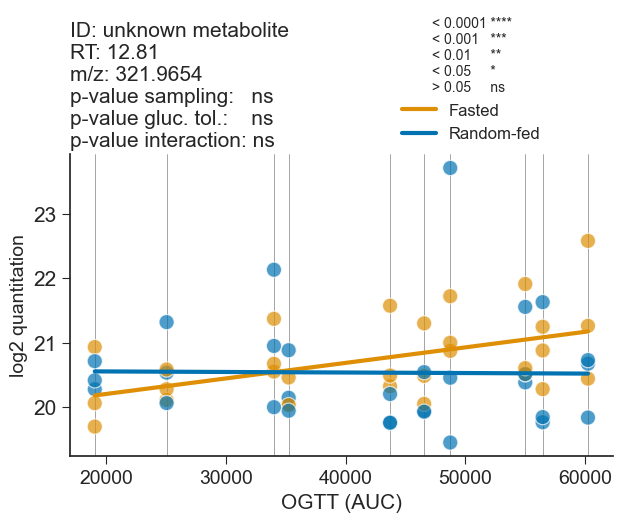 ID: unknown metabolite
RT: 12.81
m/z: 321.9654
p-value sampling: ns
p-value gluc. tol.: ns
p-value interaction: ns
< 0.0001 ****
< 0.001 ***
< 0.01 **
< 0.05 *
> 0.05 ns
Fasted
Random-fed
log2 quantitation
23
22
21
20
20000 30000 40000 50000 60000
OGTT (AUC)